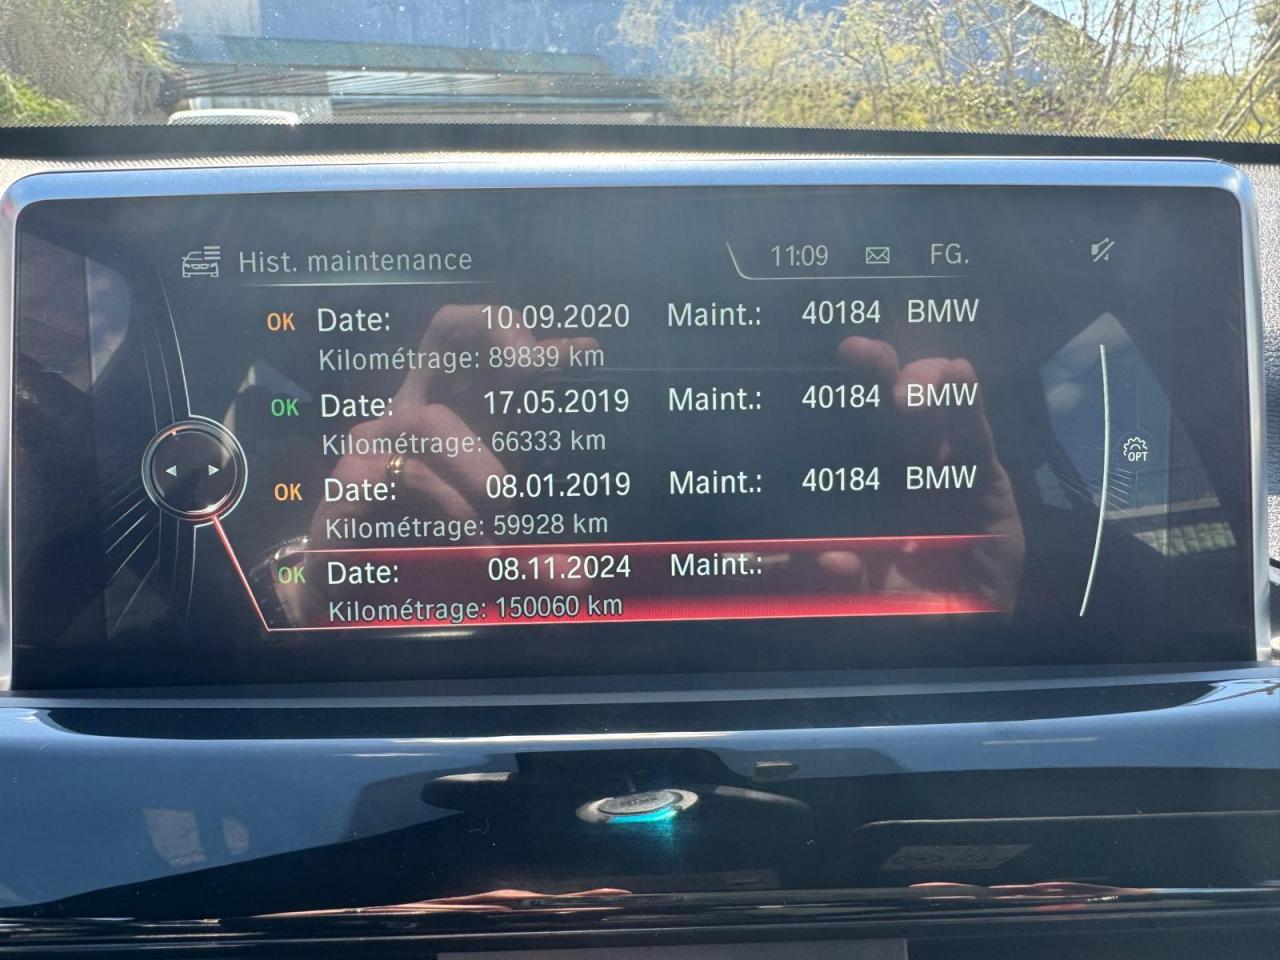 Hist. maintenance 11:09 FG.
OK Date: 10.09.2020 Maint.: 40184 BMW
Kilométrage: 89839 km
OK Date: 17.05.2019 Maint.: 40184 BMW
Kilométrage: 66333 km
OK Date: 08.01.2019 Maint.: 40184 BMW
Kilométrage: 59928 km
OPT
OK Date: 08.11.2024 Maint.:
Kilométrage: 150060 km